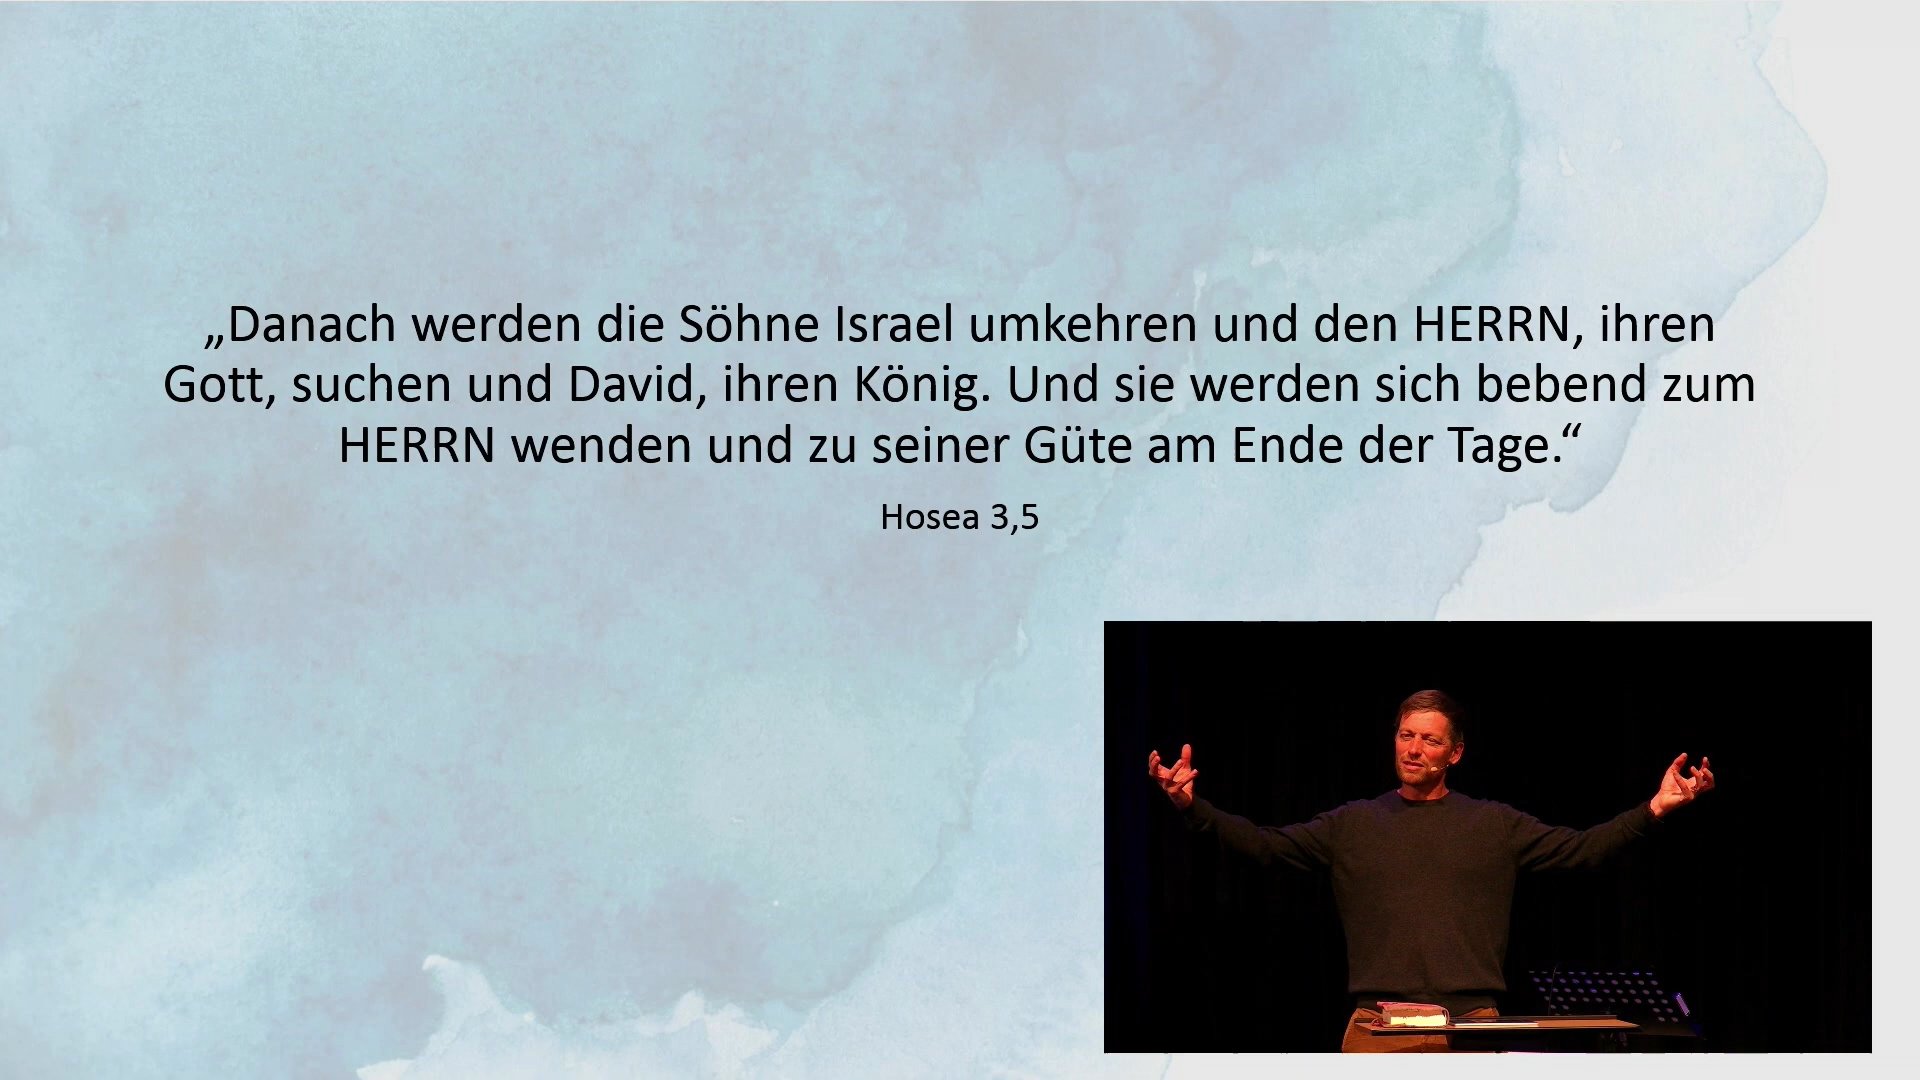 „Danach werden die Söhne Israel umkehren und den HERRN, ihren
Gott, suchen und David, ihren König. Und sie werden sich bebend zum
HERRN wenden und zu seiner Güte am Ende der Tage.“
Hosea 3,5